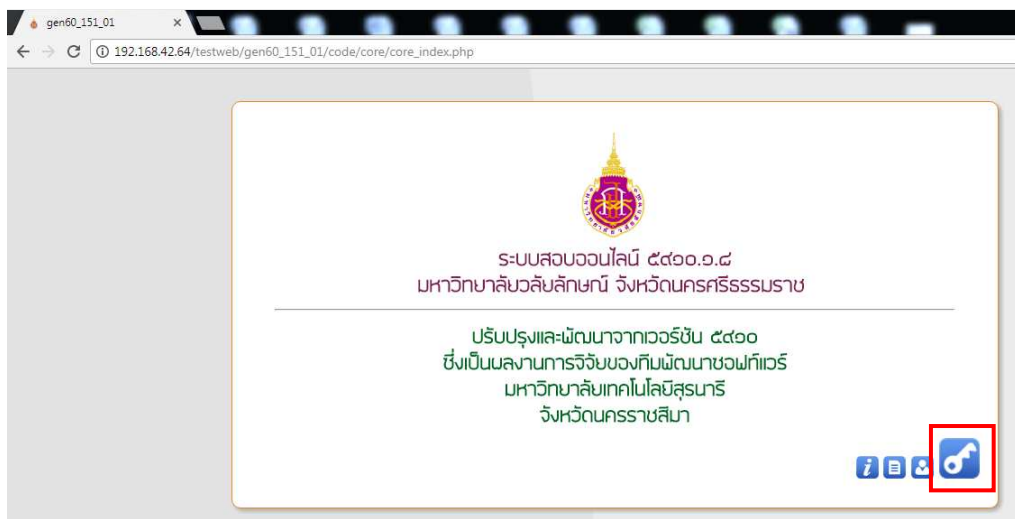 gen60_151_01
192.168.42.64/testweb/gen60_151_01/code/core/core_index.php
ระบบสอบออนไลน์ ๕๙๐๐.๑.๘
มหาวิทยาลัยวลัยลักษณ์ จังหวัดนครศรีธรรมราช
ปรับปรุงและพัฒนาจากเวอร์ชัน ๕๙๐๐
ซึ่งเป็นผลงานการวิจัยของทีมพัฒนาซอฟท์แวร์
มหาวิทยาลัยเทคโนโลยีสุรนารี
จังหวัดนครราชสีมา